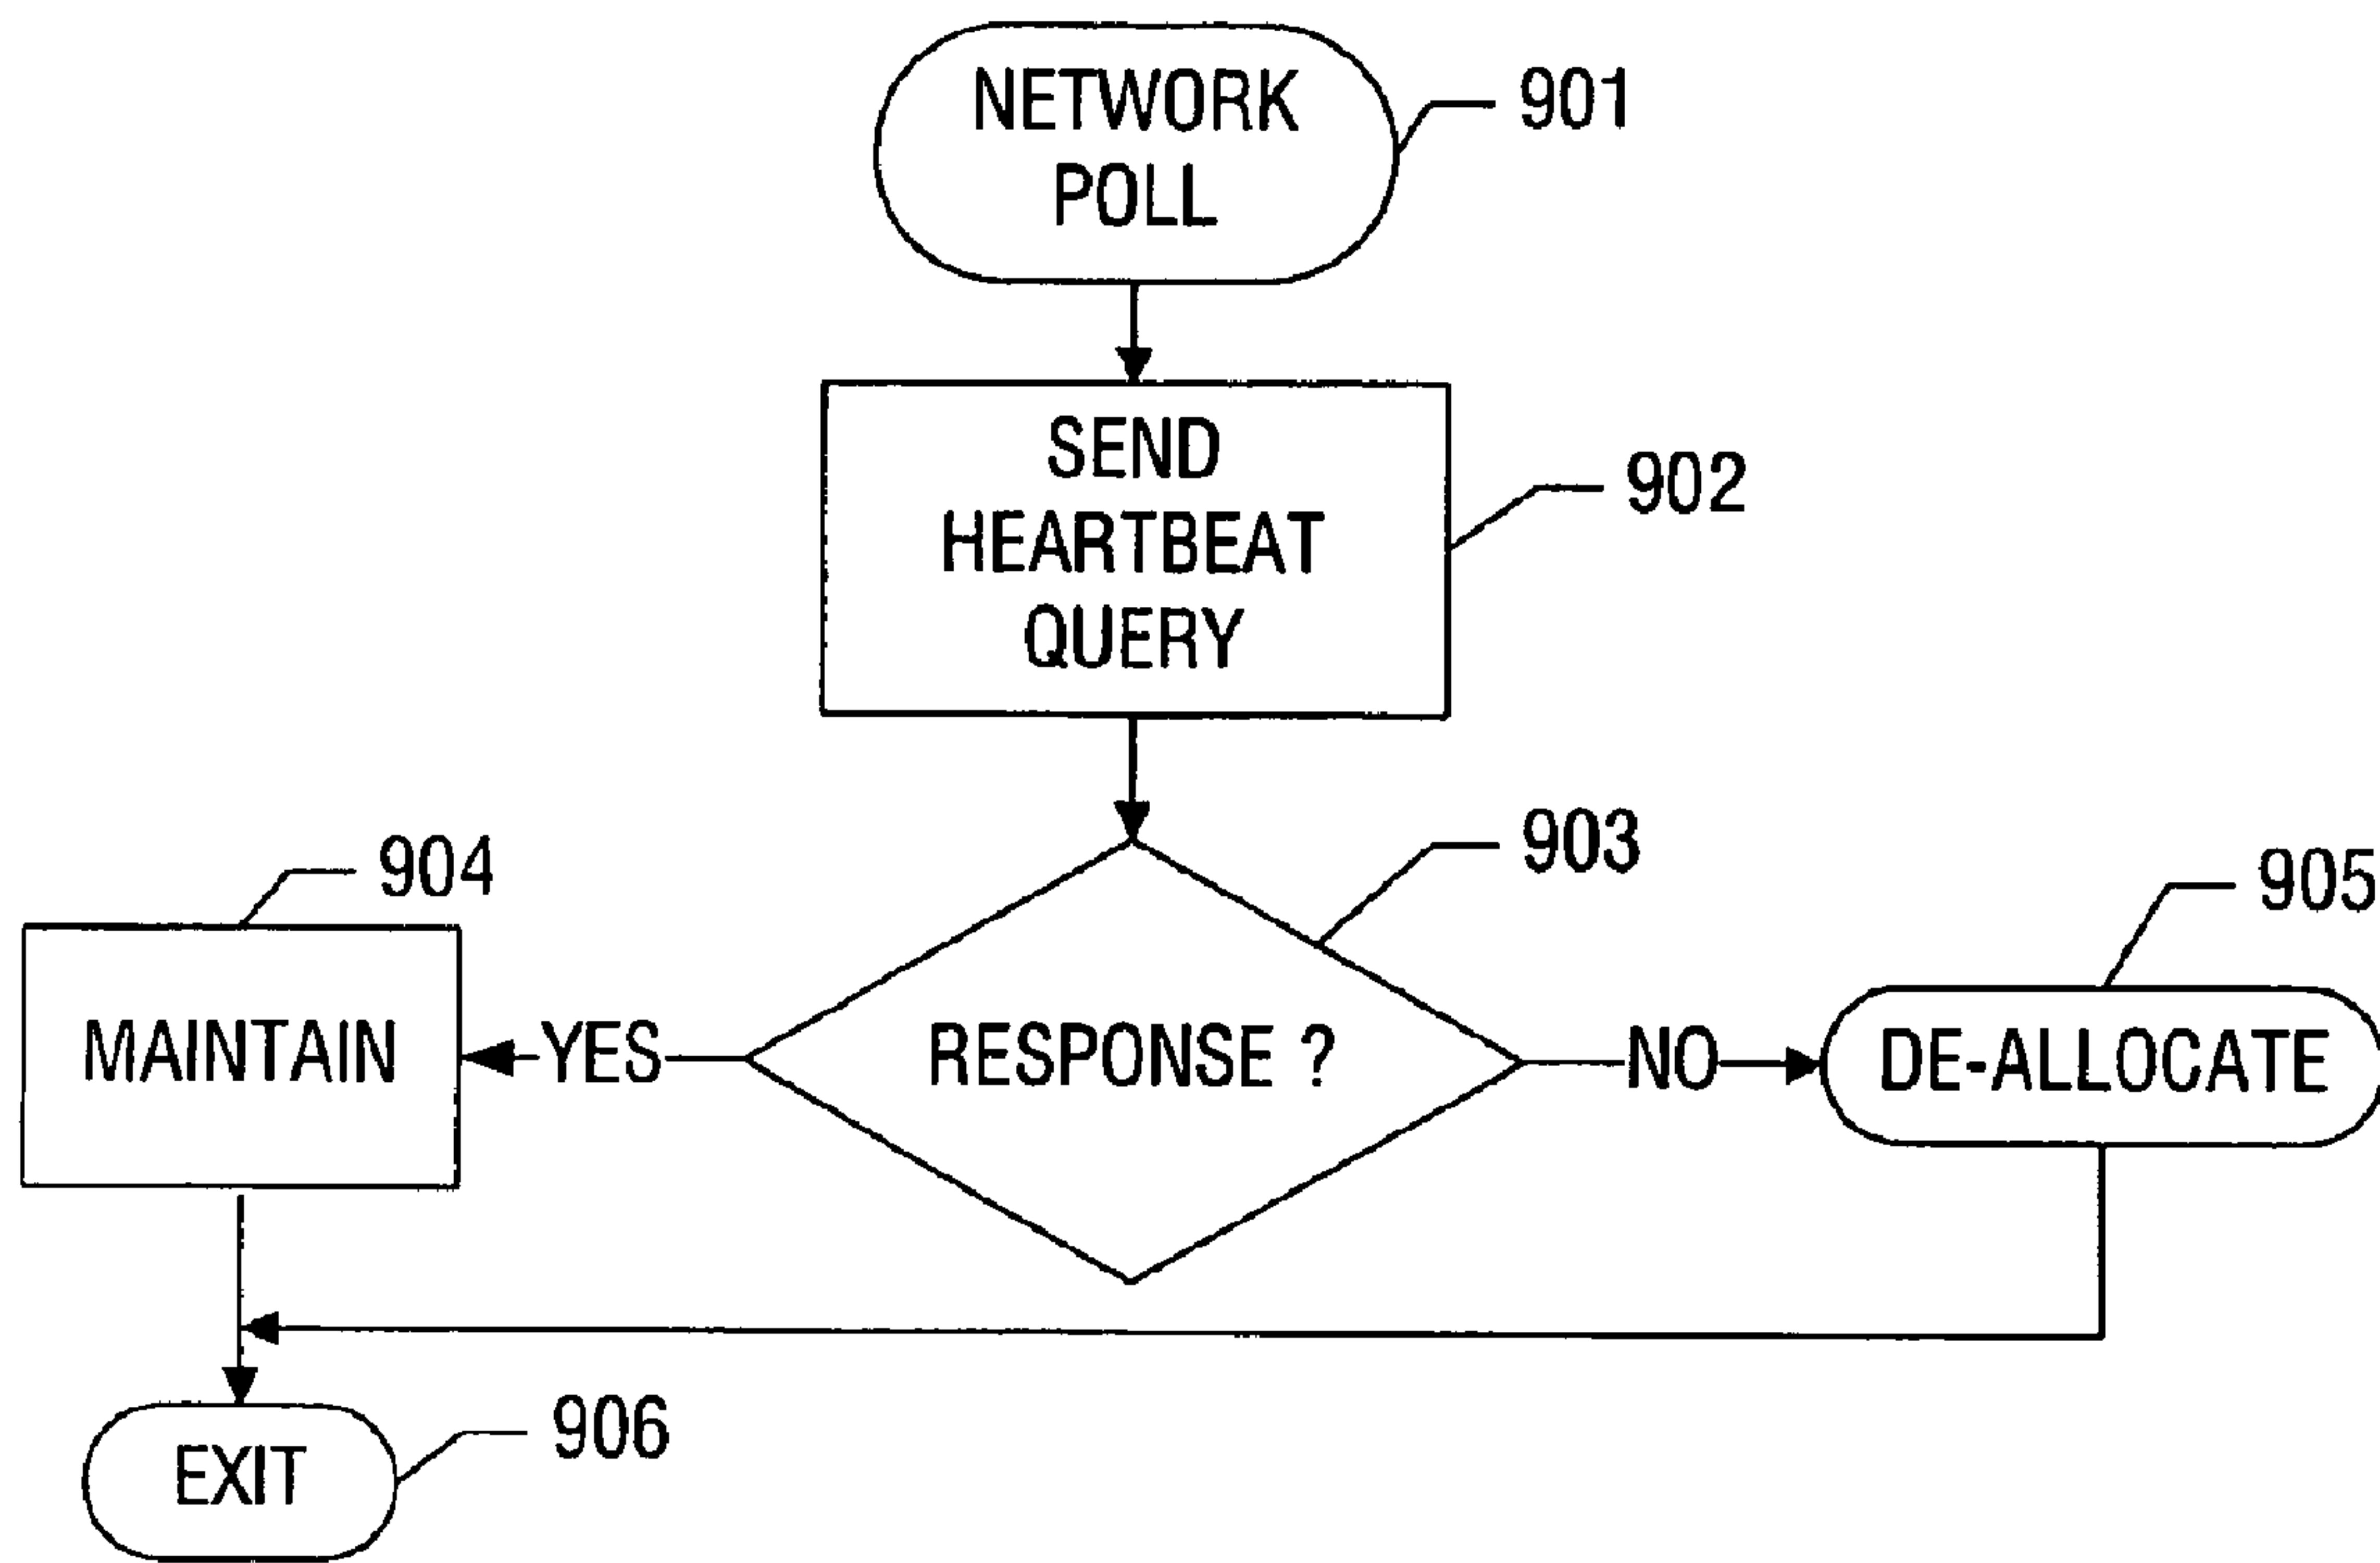 NETWORK
POLL
901
SEND
HEARTBEAT
QUERY
902
903
904
905
MAINTAIN
YES
RESPONSE ?
NO
DE-ALLOCATE
906
EXIT